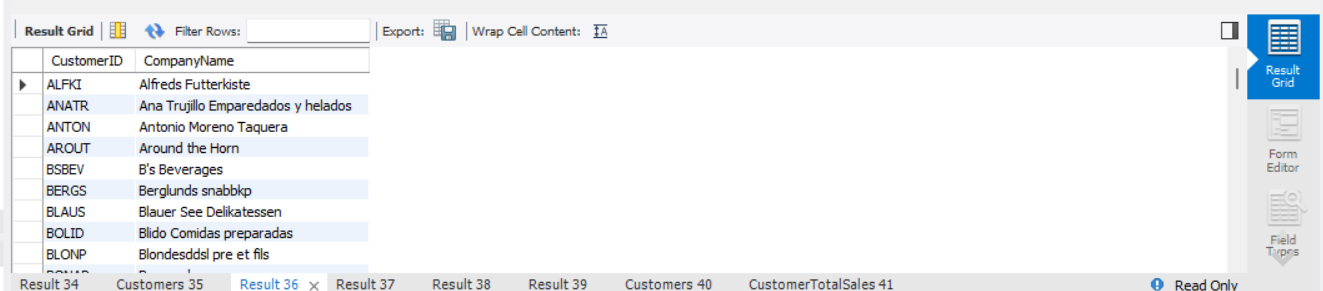 Result Grid Filter Rows: Export: Wrap Cell Content: IA
CustomerID CompanyName
ALFKI Alfreds Futterkiste
ANATR Ana Trujillo Emparedados y helados
ANTON Antonio Moreno Taquera
AROUT Around the Horn
BSBEV B's Beverages
BERGS Berglunds snabbkp
BLAUS Blauer See Delikatessen
BOLID Blido Comidas preparadas
BLONP Blondesddsl pre et fils
Result 34 Customers 35 Result 36 × Result 37 Result 38 Result 39 Customers 40 CustomerTotalSales 41 Read Only
Result
Grid
Form
Editor
Field
Types